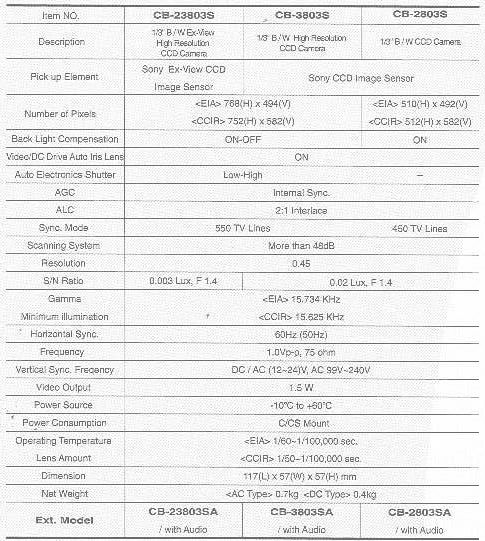 Item NO. CB-23803S CB-3803S CB-2803S
Description 1/3" B / W Ex-View High Resolution CCD Camera 1/3" B / W High Resolution CCD Camera 1/3" B / W CCD Camera
Pick up Element Sony Ex-View CCD Image Sensor Sony CCD Image Sensor
Number of Pixels <EIA> 768(H) x 494(V) <EIA> 510(H) x 492(V)
<CCIR> 752(H) x 582(V) <CCIR> 512(H) x 582(V)
Back Light Compensation ON-OFF ON
Video/DC Drive Auto Iris Lens ON
Auto Electronics Shutter Low-High –
AGC Internal Sync.
ALC 2:1 Interlace
Sync. Mode 550 TV Lines 450 TV Lines
Scanning System More than 48dB
Resolution 0.45
S/N Ratio 0.003 Lux, F 1.4 0.02 Lux, F 1.4
Gamma <EIA> 15.734 KHz
Minimum illumination <CCIR> 15.625 KHz
Horizontal Sync. 60Hz (50Hz)
Frequency 1.0Vp-p, 75 ohm
Vertical Sync. Freqency DC / AC (12~24)V, AC 99V~240V
Video Output 1.5 W
Power Source -10°C to +60°C
Power Consumption C/CS Mount
Operating Temperature <EIA> 1/60~1/100,000 sec.
Lens Amount <CCIR> 1/50~1/100,000 sec.
Dimension 117(L) x 57(W) x 57(H) mm
Net Weight <AC Type> 0.7kg <DC Type> 0.4kg
Ext. Model CB-23803SA / with Audio CB-3803SA / with Audio CB-2803SA / with Audio